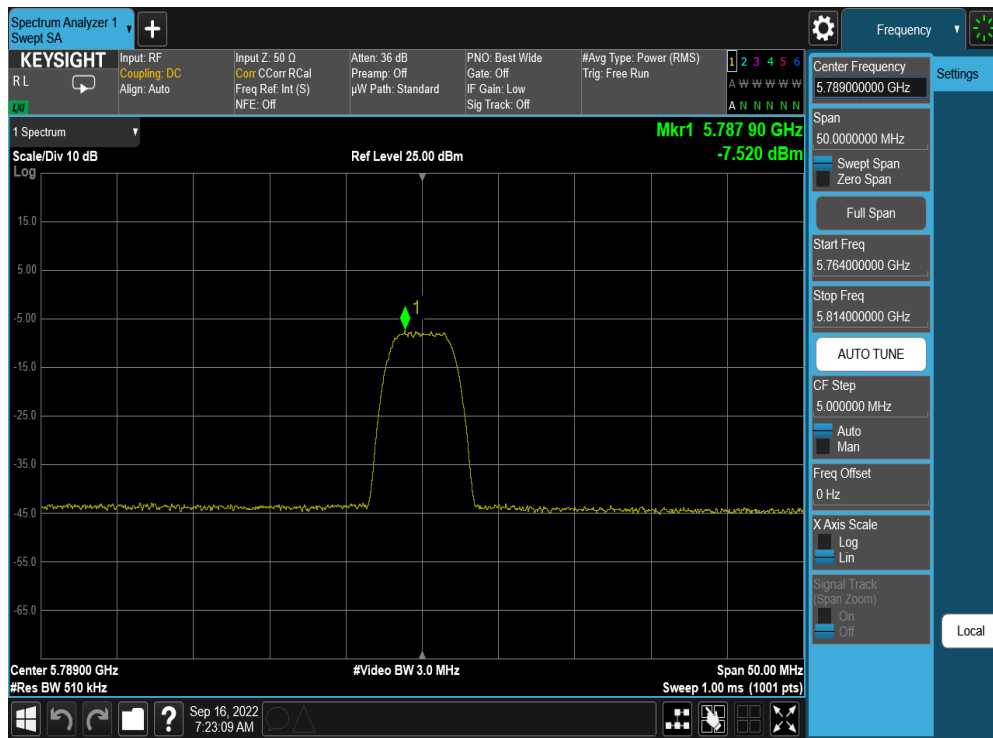 Spectrum Analyzer 1
Swept SA
+
Frequency
KEYSIGHT
R L
LXI
Input: RF
Coupling: DC
Align: Auto
Input Z: 50 Ω
Corr CCorr RCal
Freq Ref: Int (S)
NFE: Off
Atten: 36 dB
Preamp: Off
µW Path: Standard
PNO: Best Wide
Gate: Off
IF Gain: Low
Sig Track: Off
#Avg Type: Power (RMS)
Trig: Free Run
1 2 3 4 5 6
A W W W W W
A N N N N N
1 Spectrum
Scale/Div 10 dB
Log
Ref Level 25.00 dBm
Mkr1 5.787 90 GHz
-7.520 dBm
15.0
5.00
-5.00
-15.0
-25.0
-35.0
-45.0
-55.0
-65.0
1
Center 5.78900 GHz
#Res BW 510 kHz
#Video BW 3.0 MHz
Span 50.00 MHz
Sweep 1.00 ms (1001 pts)
?
Sep 16, 2022
7:23:09 AM
Center Frequency
5.789000000 GHz
Span
50.0000000 MHz
Swept Span
Zero Span
Full Span
Start Freq
5.764000000 GHz
Stop Freq
5.814000000 GHz
AUTO TUNE
CF Step
5.000000 MHz
Auto
Man
Freq Offset
0 Hz
X Axis Scale
Log
Lin
Signal Track
(Span Zoom)
On
Off
Settings
Local